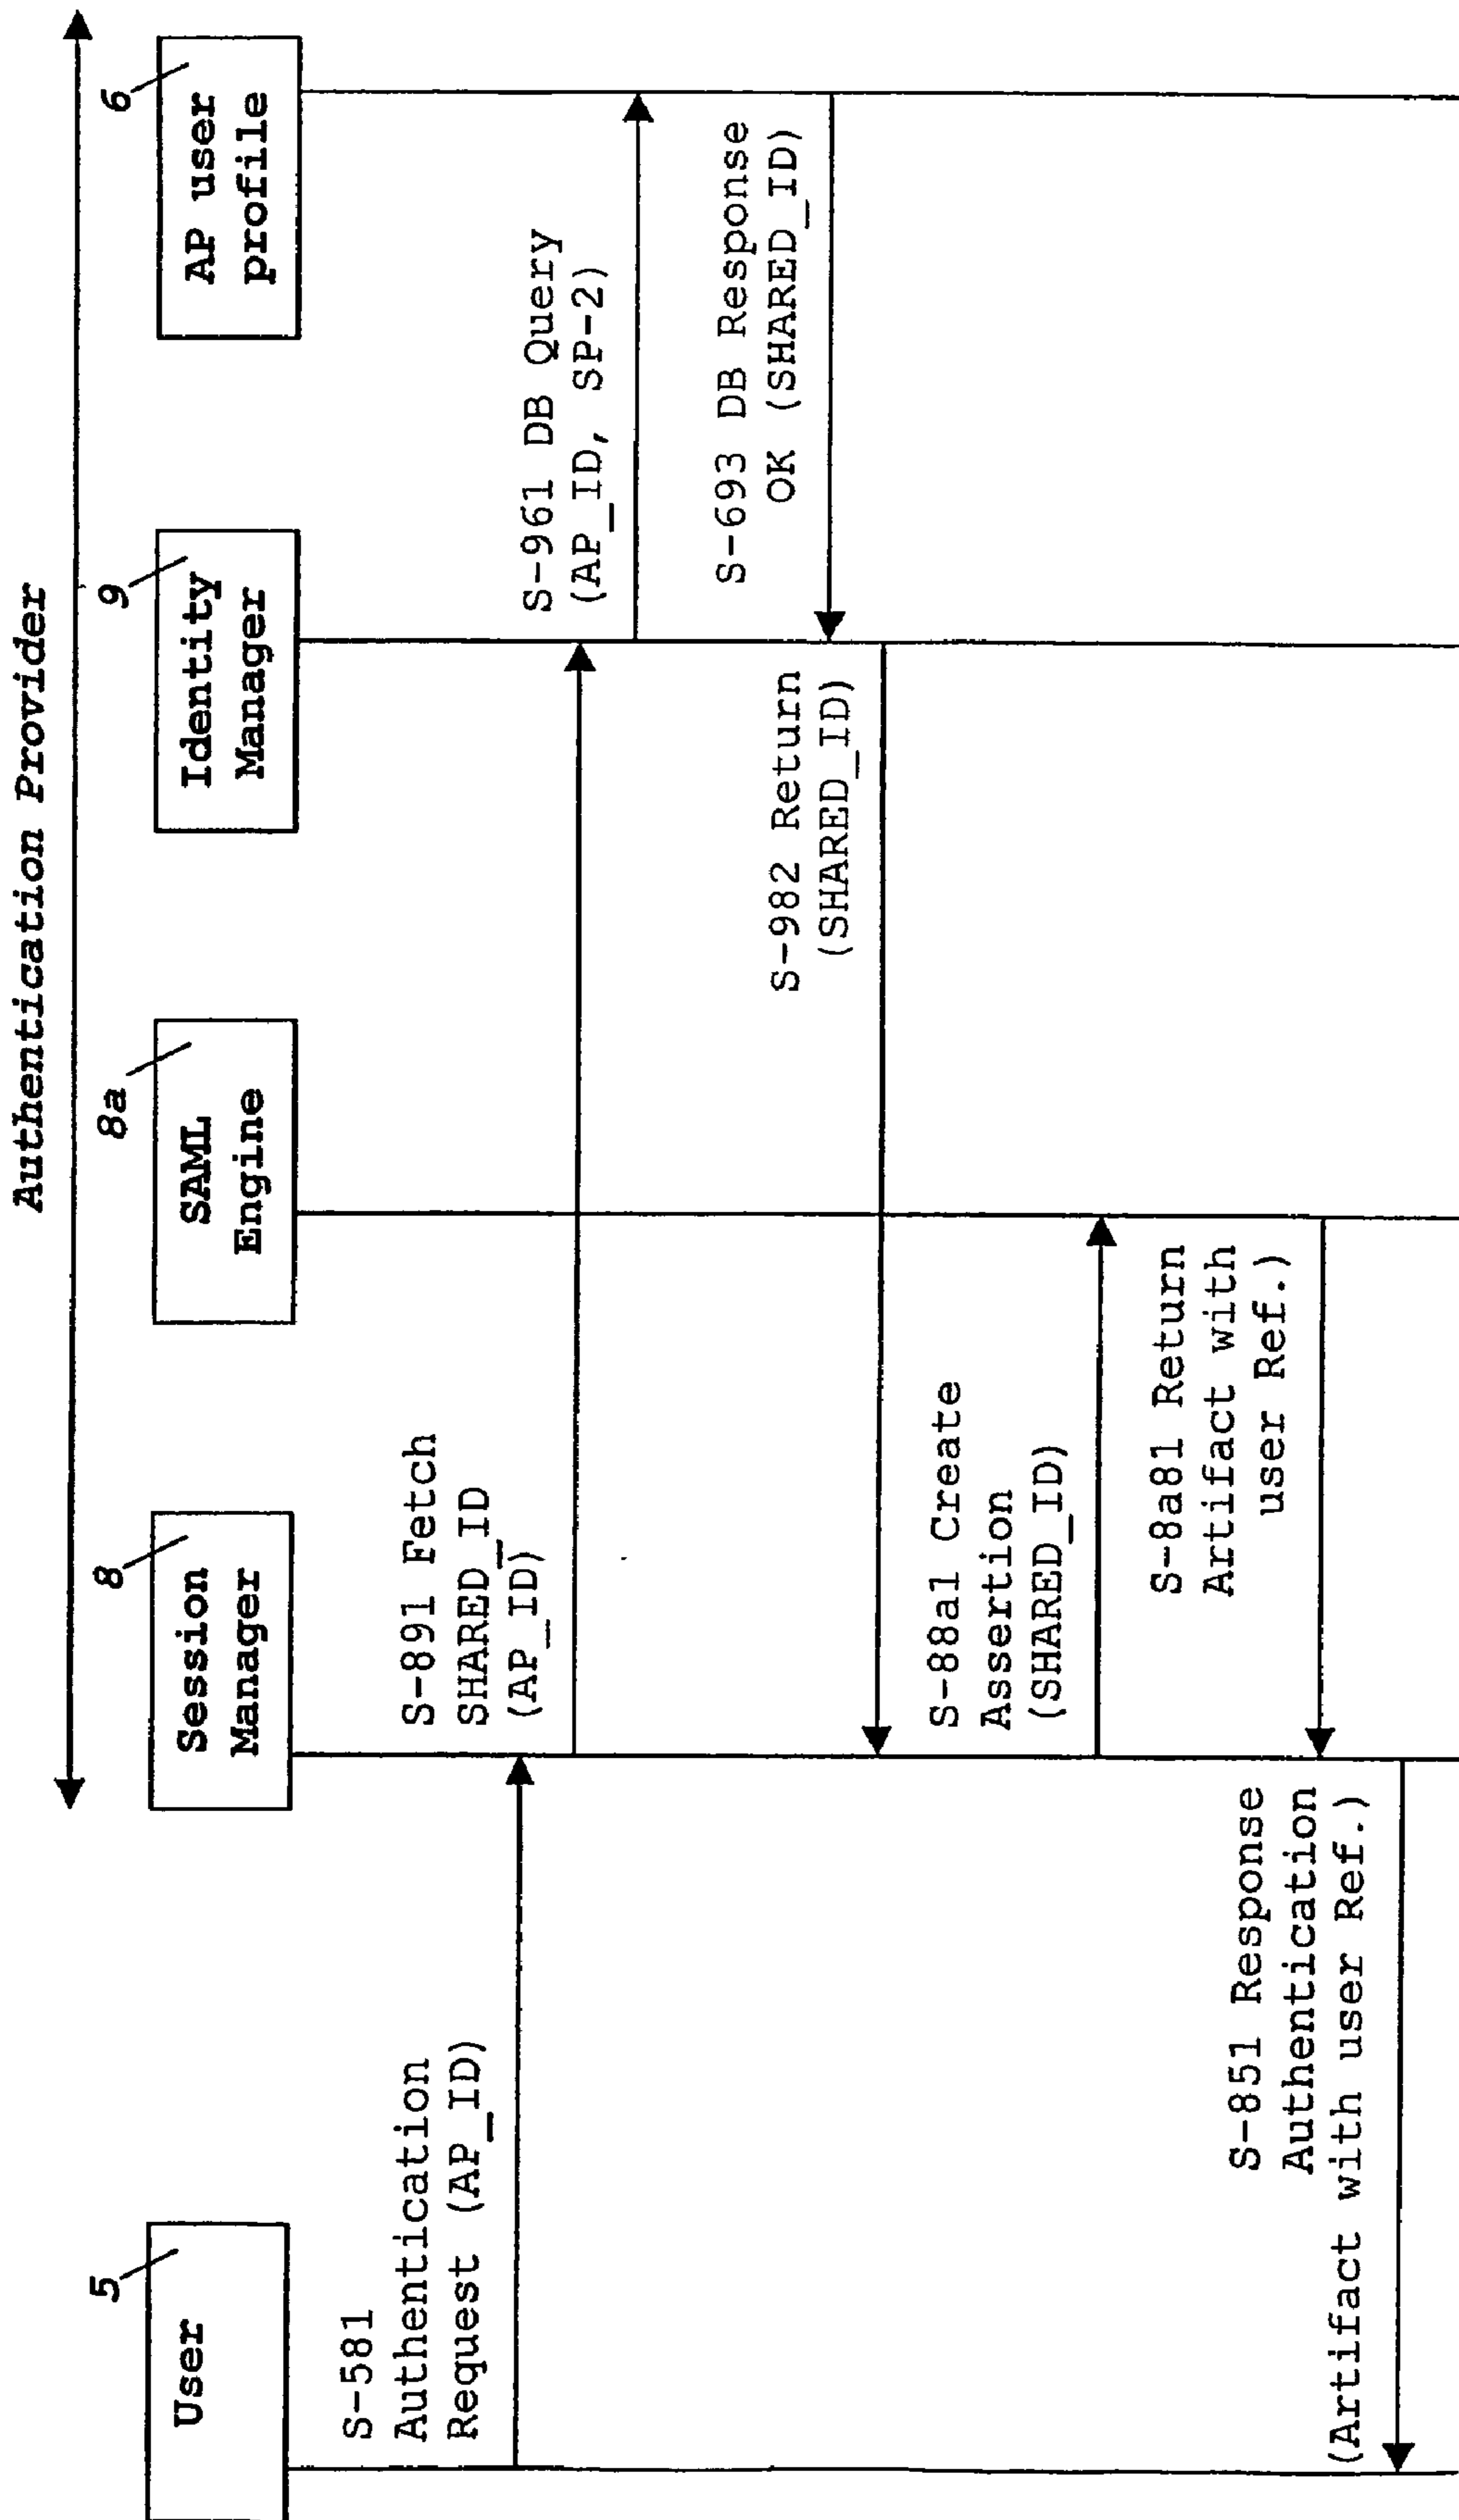 Authentication Provider
5
User
8
Session
Manager
8a
SAML
Engine
9
Identity
Manager
6
AP user
profile
S-581
Authentication
Request (AP_ID)
S-891 Fetch
SHARED_ID
(AP_ID)
S-961 DB Query
(AP_ID, SP-2)
S-693 DB Response
OK (SHARED_ID)
S-982 Return
(SHARED_ID)
S-88a1 Create
Assertion
(SHARED_ID)
S-8a81 Return
Artifact with
user Ref.)
S-851 Response
Authentication
(Artifact with user Ref.)